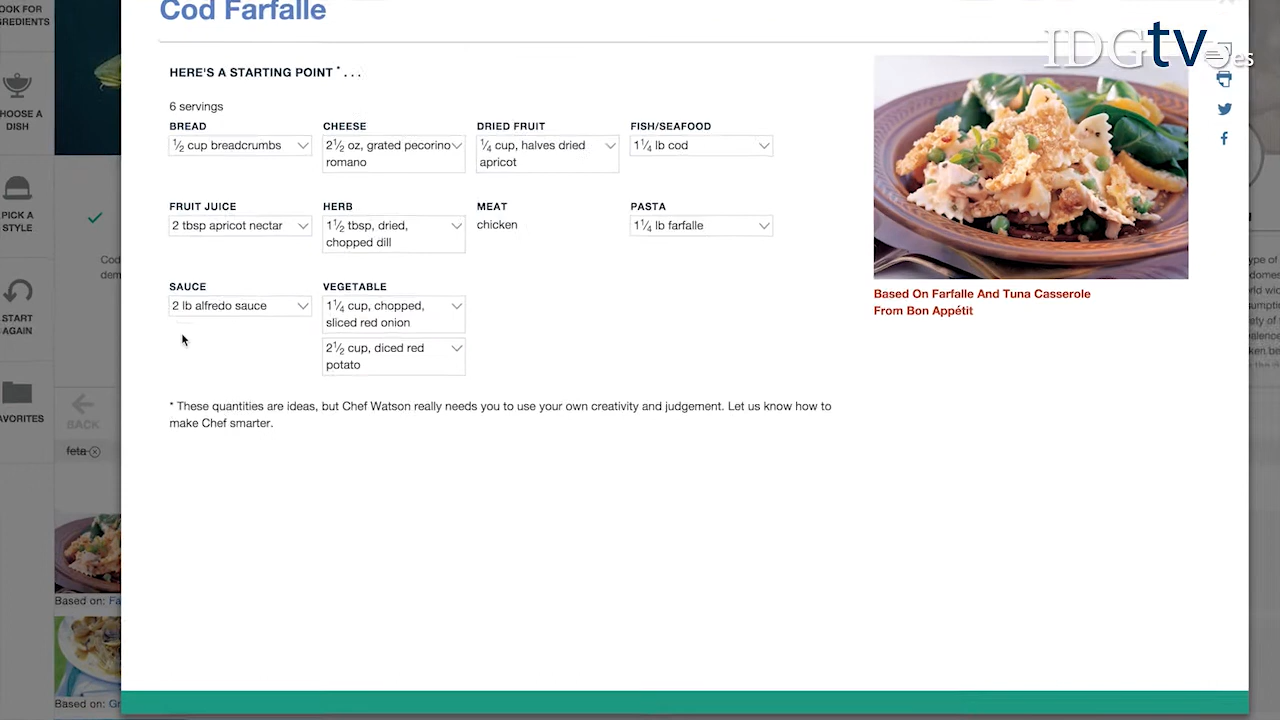 Cod Farfalle
IDGtv.es
HERE'S A STARTING POINT * . . .
6 servings
BREAD
½ cup breadcrumbs
CHEESE
2½ oz, grated pecorino
romano
DRIED FRUIT
¼ cup, halves dried
apricot
FISH/SEAFOOD
1¼ lb cod
FRUIT JUICE
2 tbsp apricot nectar
HERB
1½ tbsp, dried,
chopped dill
MEAT
chicken
PASTA
1¼ lb farfalle
SAUCE
2 lb alfredo sauce
VEGETABLE
1¼ cup, chopped,
sliced red onion
2½ cup, diced red
potato
* These quantities are ideas, but Chef Watson really needs you to use your own creativity and judgement. Let us know how to
make Chef smarter.
Based On Farfalle And Tuna Casserole
From Bon Appétit
PICK A
STYLE
START
AGAIN
BACK
feta
Based on: Fa
Based on: Gr